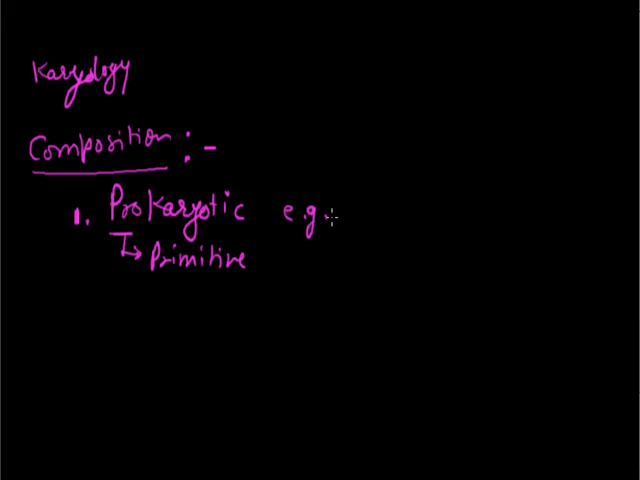 Karyology
Composition :-
1. Prokaryotic e.g.
↳ Primitive